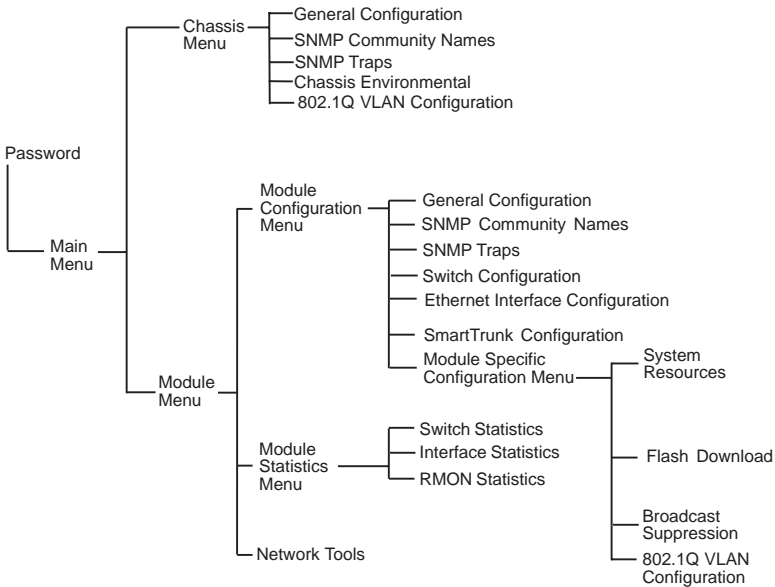 Password
Main
Menu
Chassis
Menu
General Configuration
SNMP Community Names
SNMP Traps
Chassis Environmental
802.1Q VLAN Configuration
Module
Menu
Module
Configuration
Menu
General Configuration
SNMP Community Names
SNMP Traps
Switch Configuration
Ethernet Interface Configuration
SmartTrunk Configuration
Module Specific
Configuration Menu
System
Resources
Flash Download
Broadcast
Suppression
802.1Q VLAN
Configuration
Module
Statistics
Menu
Switch Statistics
Interface Statistics
RMON Statistics
Network Tools